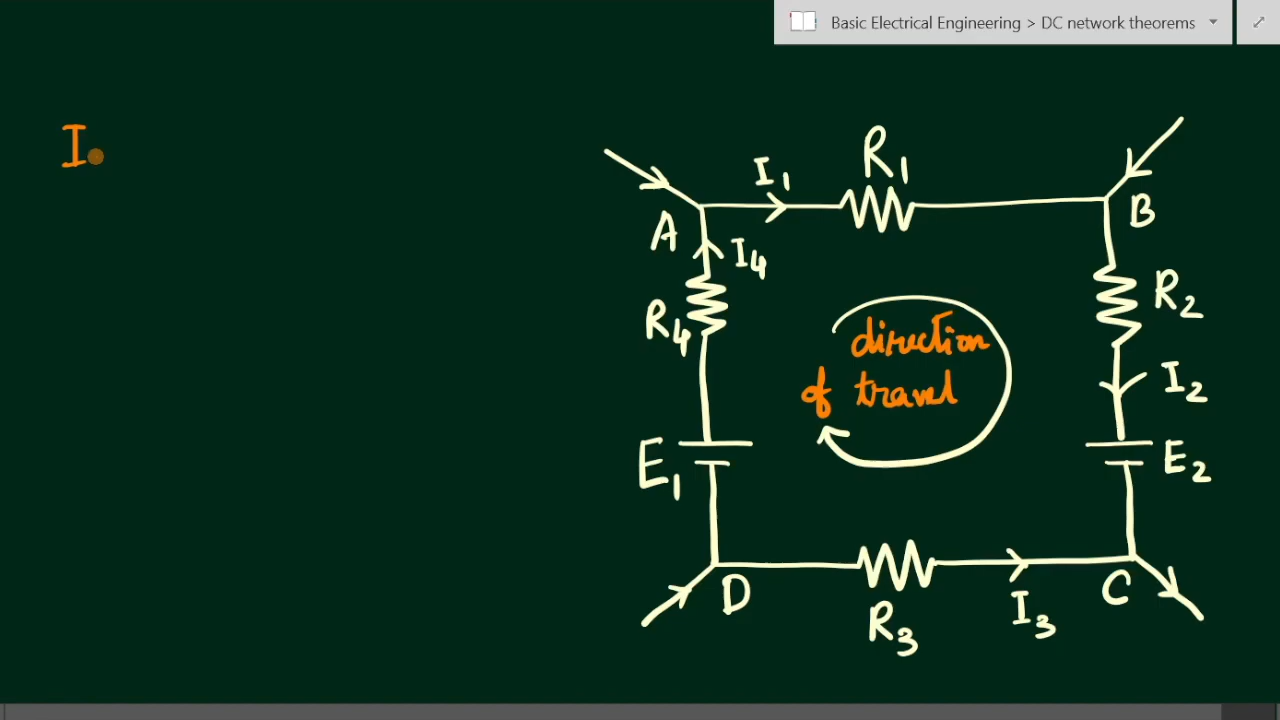 Basic Electrical Engineering > DC network theorems
I
I₁
R₁
A
B
I₄
R₄
R₂
direction
of travel
I₂
E₁
E₂
D
C
R₃
I₃